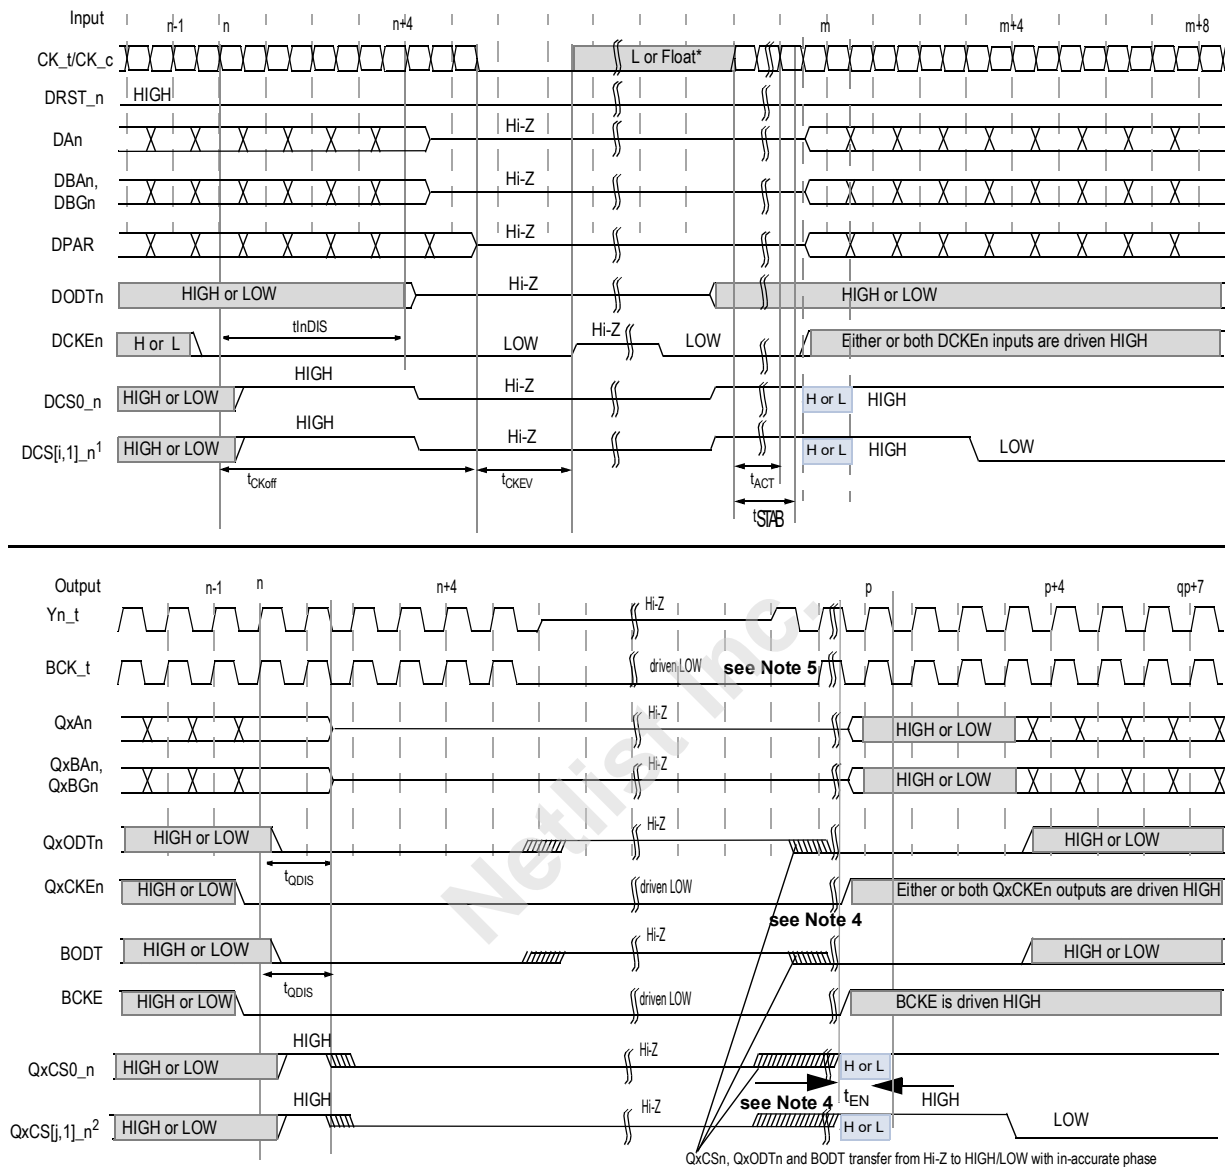 Input
n-1 n n+4 m m+4 m+8
CK_t/CK_c L or Float*
DRST_n HIGH
DAn Hi-Z
DBAn, Hi-Z
DBGn
DPAR Hi-Z
DODTn HIGH or LOW Hi-Z HIGH or LOW
tInDIS
DCKEn H or L LOW Hi-Z LOW Either or both DCKEn inputs are driven HIGH
HIGH
DCS0_n HIGH or LOW Hi-Z H or L HIGH
HIGH
DCS[i,1]_n1 HIGH or LOW Hi-Z H or L HIGH LOW
tCKoff tCKEV tACT
tSTAB
Output
n-1 n n+4 p p+4 qp+7
Yn_t Hi-Z
BCK_t driven LOW see Note 5
QxAn Hi-Z HIGH or LOW
QxBAn, Hi-Z
QxBGn HIGH or LOW
QxODTn HIGH or LOW Hi-Z HIGH or LOW
tQDIS
QxCKEn HIGH or LOW driven LOW Either or both QxCKEn outputs are driven HIGH
see Note 4
BODT HIGH or LOW Hi-Z HIGH or LOW
tQDIS
BCKE HIGH or LOW driven LOW BCKE is driven HIGH
HIGH
QxCS0_n HIGH or LOW Hi-Z H or L
see Note 4 tEN HIGH
HIGH
QxCS[j,1]_n2 HIGH or LOW Hi-Z H or L LOW
QxCSn, QxODTn and BODT transfer from Hi-Z to HIGH/LOW with in-accurate phase
Netlist Inc.